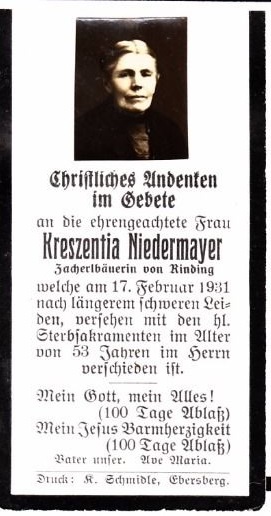 Christliches Andenken
im Gebete
an die ehrengeachtete Frau
Kreszentia Niedermayer
Zacherlbäuerin von Rinding
welche am 17. Februar 1931
nach längerem schweren Lei-
den, versehen mit den hl.
Sterbsakramenten im Alter
von 53 Jahren im Herrn
verschieden ist.
Mein Gott, mein Alles!
(100 Tage Ablaß)
Mein Jesus Barmherzigkeit
(100 Tage Ablaß)
Vater unser. Ave Maria.
Druck: K. Schmidle, Ebersberg.